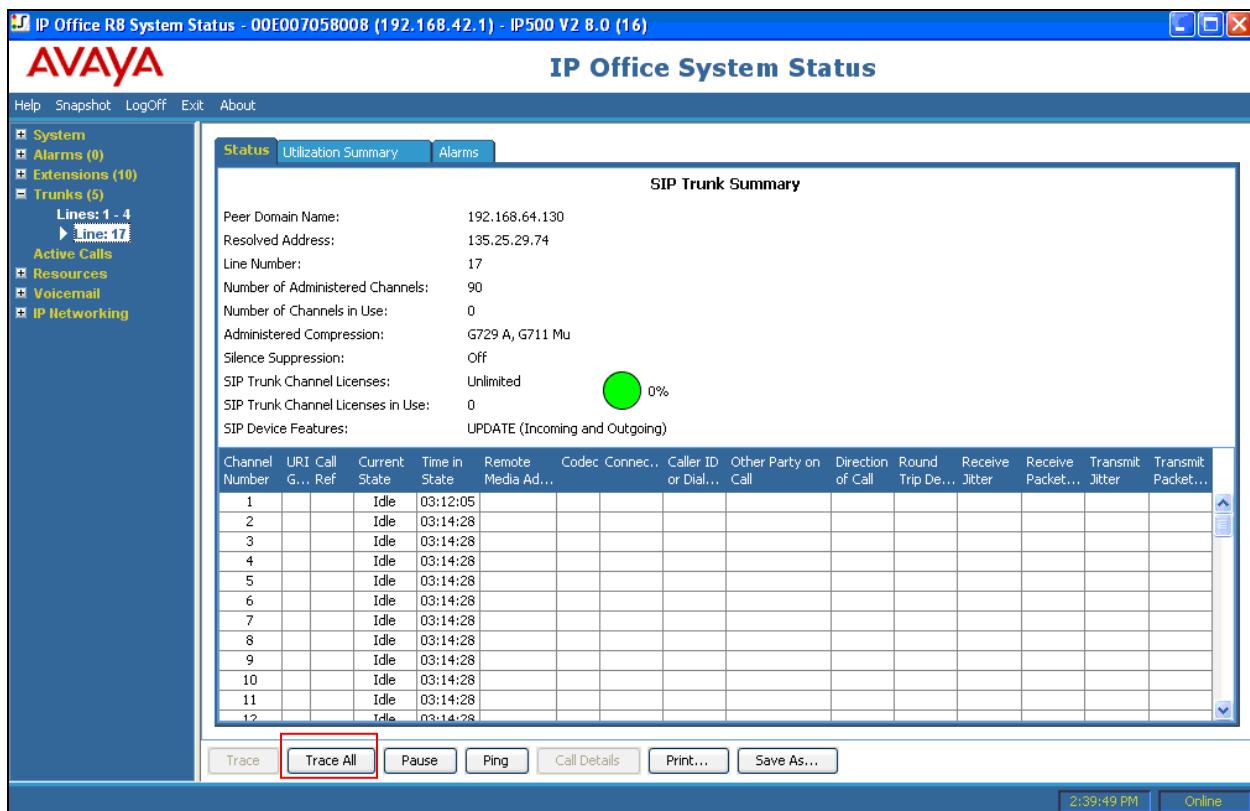 IP Office R8 System Status - 00E007058008 (192.168.42.1) - IP500 V2 8.0 (16)
AVAYA
IP Office System Status
Help Snapshot LogOff Exit About
System
Alarms (0)
Extensions (10)
Trunks (5)
Lines: 1 - 4
Line: 17
Active Calls
Resources
Voicemail
IP Networking
Status Utilization Summary Alarms
SIP Trunk Summary
Peer Domain Name: 192.168.64.130
Resolved Address: 135.25.29.74
Line Number: 17
Number of Administered Channels: 90
Number of Channels in Use: 0
Administered Compression: G729 A, G711 Mu
Silence Suppression: Off
SIP Trunk Channel Licenses: Unlimited
0%
SIP Trunk Channel Licenses in Use: 0
SIP Device Features: UPDATE (Incoming and Outgoing)
Channel URI Call Current Time in Remote Codec Connec... Caller ID Other Party on Direction Round Receive Receive Transmit Transmit
Number G... Ref State State Media Ad... or Dial... Call of Call Trip De... Jitter Packet... Jitter Packet...
1 Idle 03:12:05
2 Idle 03:14:28
3 Idle 03:14:28
4 Idle 03:14:28
5 Idle 03:14:28
6 Idle 03:14:28
7 Idle 03:14:28
8 Idle 03:14:28
9 Idle 03:14:28
10 Idle 03:14:28
11 Idle 03:14:28
12 Idle 03:14:28
Trace Trace All Pause Ping Call Details Print... Save As...
2:39:49 PM Online